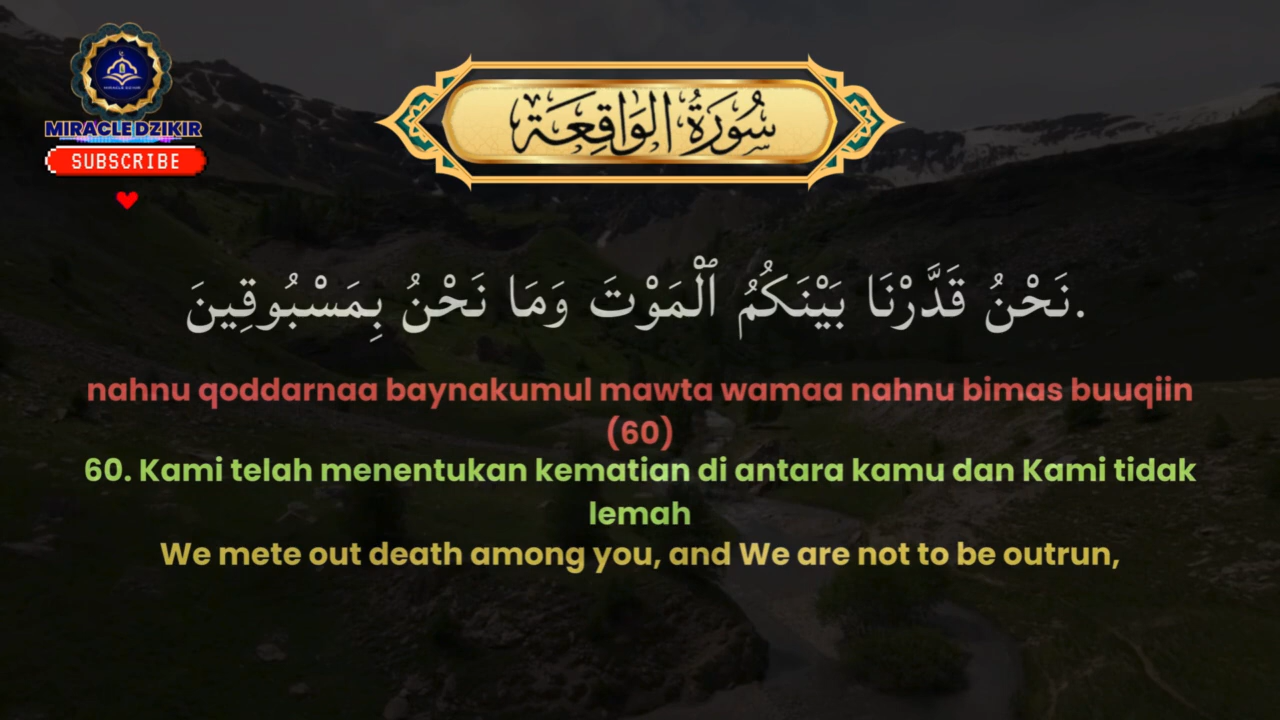 MIRACLE DZIKIR
SUBSCRIBE
سُورَةُ الوَاقِعَة
نَحْنُ قَدَّرْنَا بَيْنَكُمُ ٱلْمَوْتَ وَمَا نَحْنُ بِمَسْبُوقِينَ.
nahnu qoddarnaa baynakumul mawta wamaa nahnu bimas buuqiin
(60)
60. Kami telah menentukan kematian di antara kamu dan Kami tidak
lemah
We mete out death among you, and We are not to be outrun,